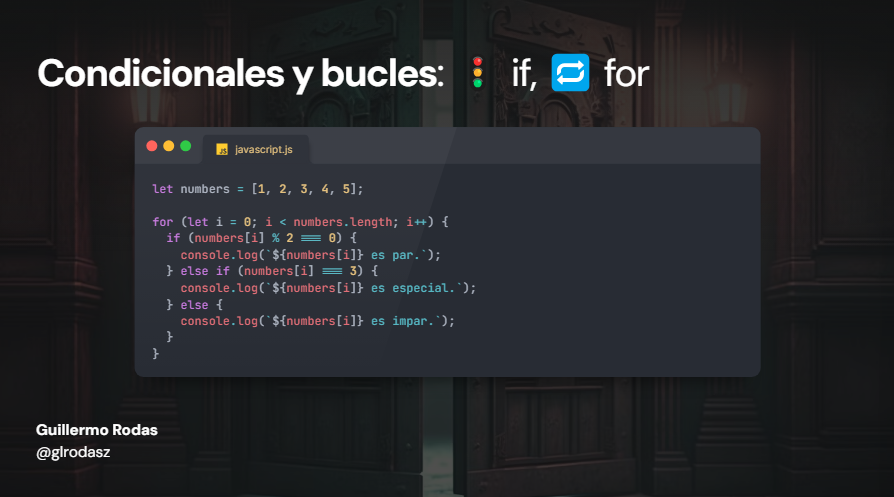 Condicionales y bucles: 🚦 if, 🔁 for
JS javascript.js
let numbers = [1, 2, 3, 4, 5];
for (let i = 0; i < numbers.length; i++) {
  if (numbers[i] % 2 === 0) {
    console.log(`${numbers[i]} es par.`);
  } else if (numbers[i] === 3) {
    console.log(`${numbers[i]} es especial.`);
  } else {
    console.log(`${numbers[i]} es impar.`);
  }
}
Guillermo Rodas
@glrodasz